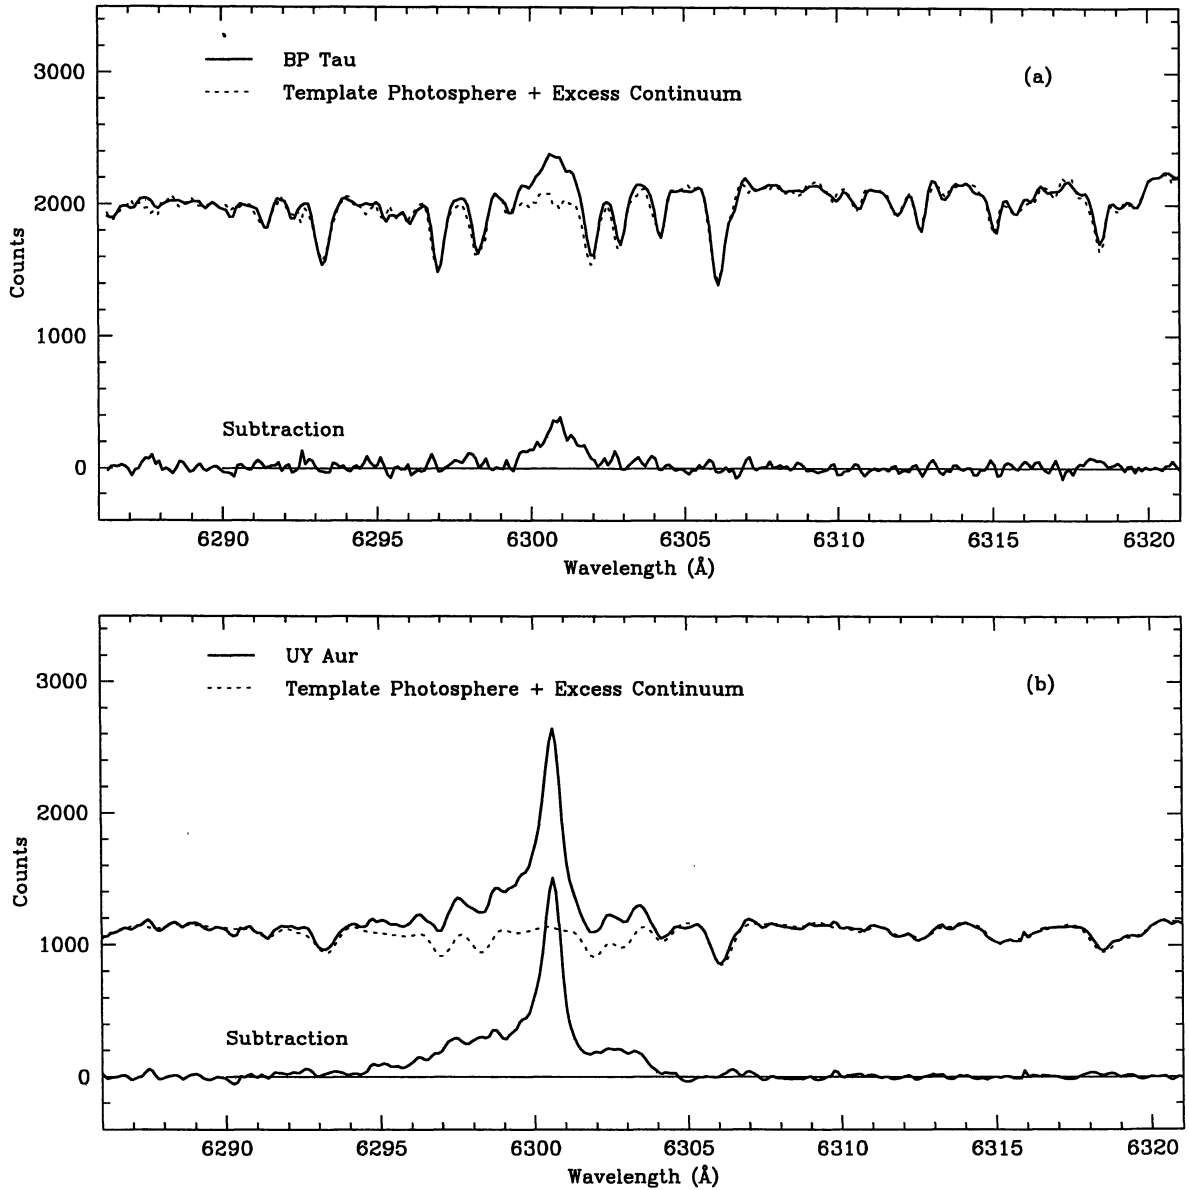 BP Tau
Template Photosphere + Excess Continuum
(a)
3000
2000
1000
0
Counts
Subtraction
6290 6295 6300 6305 6310 6315 6320
Wavelength (Å)
UY Aur
Template Photosphere + Excess Continuum
(b)
3000
2000
1000
0
Counts
Subtraction
6290 6295 6300 6305 6310 6315 6320
Wavelength (Å)